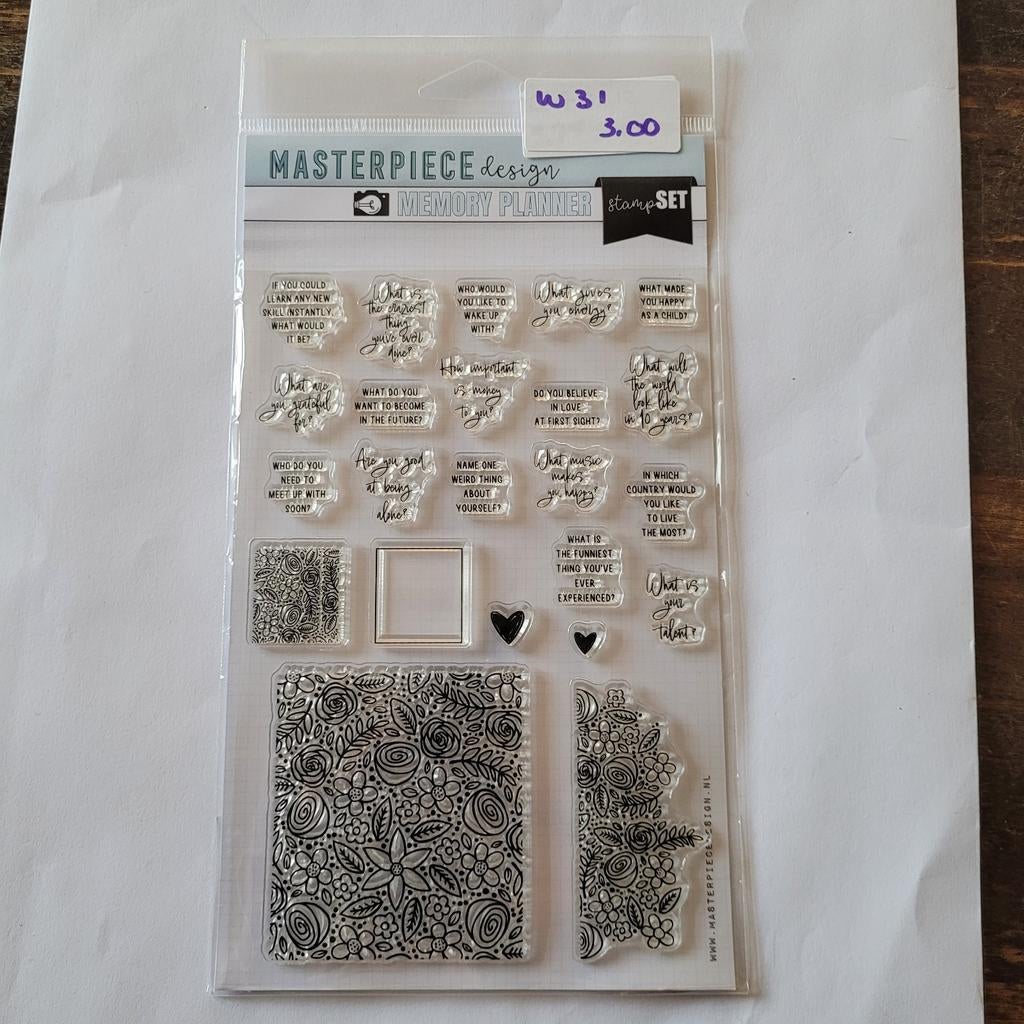 W 31
3.00
MASTERPIECE design
MEMORY PLANNER
stampSET
IF YOU COULD
LEARN ANY NEW
SKILL INSTANTLY,
WHAT WOULD
IT BE?
What is
the craziest
thing
you've ever
done?
WHO WOULD
YOU LIKE TO
WAKE UP
WITH?
What gives
you energy?
WHAT MADE
YOU HAPPY
AS A CHILD?
What are
you grateful
for?
WHAT DO YOU
WANT TO BECOME
IN THE FUTURE?
How important
is money
to you?
DO YOU BELIEVE
IN LOVE
AT FIRST SIGHT?
What will
the world
look like
in 10 years?
WHO DO YOU
NEED TO
MEET UP WITH
SOON?
Are you good
at being
alone?
NAME ONE
WEIRD THING
ABOUT
YOURSELF?
What music
makes
you happy?
IN WHICH
COUNTRY WOULD
YOU LIKE
TO LIVE
THE MOST?
WHAT IS
THE FUNNIEST
THING YOU'VE
EVER
EXPERIENCED?
What is
your
talent?
WWW.MASTERPIECEDESIGN.NL